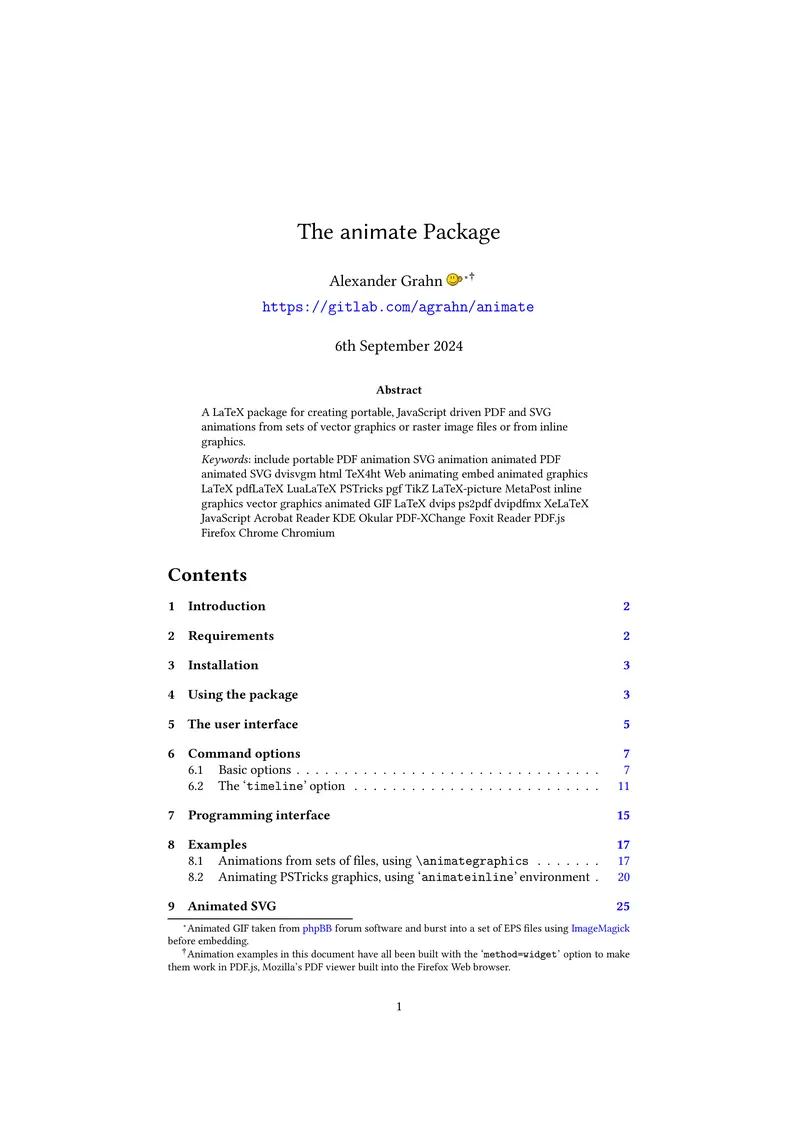 The animate Package
Alexander Grahn *†
https://gitlab.com/agrahn/animate
6th September 2024
Abstract
A LaTeX package for creating portable, JavaScript driven PDF and SVG
animations from sets of vector graphics or raster image files or from inline
graphics.
Keywords: include portable PDF animation SVG animation animated PDF
animated SVG dvisvgm html TeX4ht Web animating embed animated graphics
LaTeX pdfLaTeX LuaLaTeX PSTricks pgf TikZ LaTeX-picture MetaPost inline
graphics vector graphics animated GIF LaTeX dvips ps2pdf dvipdfmx XeLaTeX
JavaScript Acrobat Reader KDE Okular PDF-XChange Foxit Reader PDF.js
Firefox Chrome Chromium
Contents
1 Introduction 2
2 Requirements 2
3 Installation 3
4 Using the package 3
5 The user interface 5
6 Command options 7
6.1 Basic options . . . . . . . . . . . . . . . . . . . . . . . . . . . . . . . . 7
6.2 The ‘timeline’ option . . . . . . . . . . . . . . . . . . . . . . . . . . 11
7 Programming interface 15
8 Examples 17
8.1 Animations from sets of files, using \animategraphics . . . . . . . 17
8.2 Animating PSTricks graphics, using ‘animateinline’ environment . 20
9 Animated SVG 25
*Animated GIF taken from phpBB forum software and burst into a set of EPS files using ImageMagick
before embedding.
†Animation examples in this document have all been built with the ‘method=widget’ option to make
them work in PDF.js, Mozilla’s PDF viewer built into the Firefox Web browser.
1